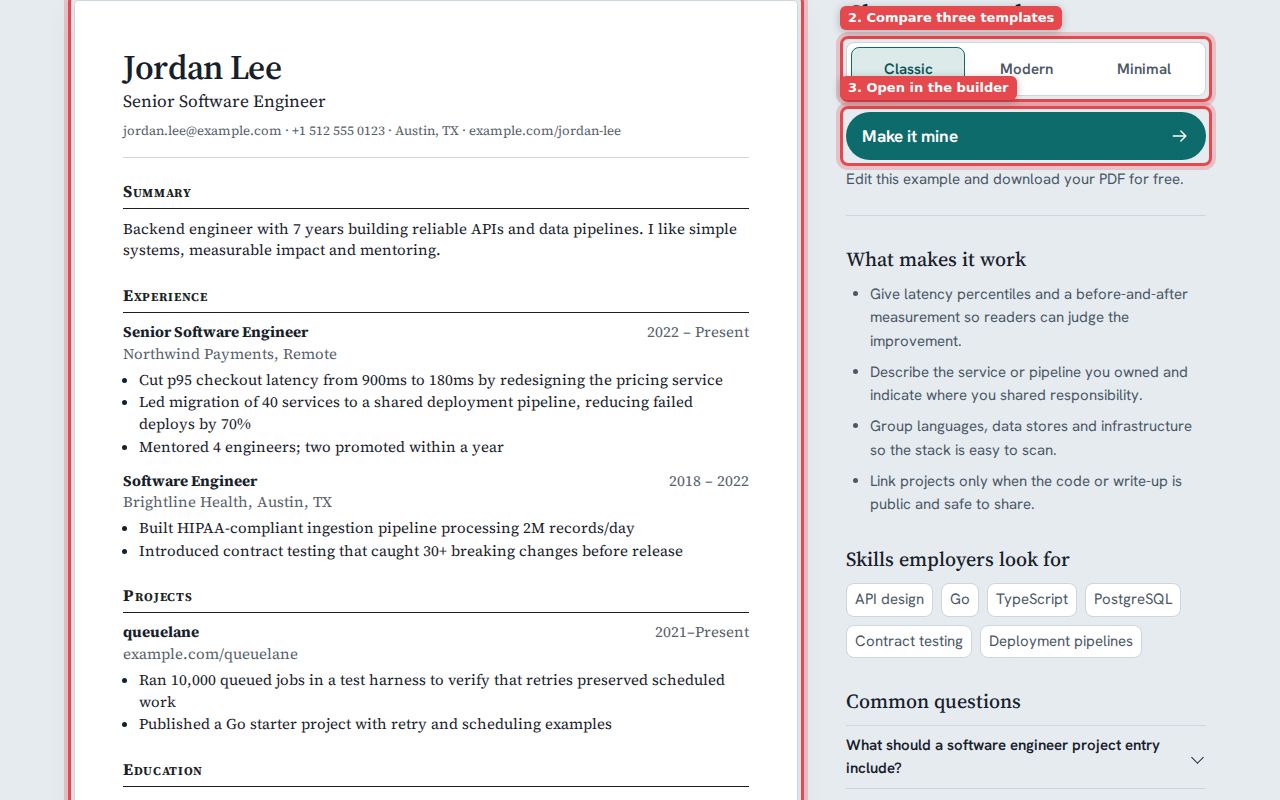 Jordan Lee
Senior Software Engineer
jordan.lee@example.com · +1 512 555 0123 · Austin, TX · example.com/jordan-lee
Summary
Backend engineer with 7 years building reliable APIs and data pipelines. I like simple
systems, measurable impact and mentoring.
Experience
Senior Software Engineer 2022 – Present
Northwind Payments, Remote
• Cut p95 checkout latency from 900ms to 180ms by redesigning the pricing service
• Led migration of 40 services to a shared deployment pipeline, reducing failed
deploys by 70%
• Mentored 4 engineers; two promoted within a year
Software Engineer 2018 – 2022
Brightline Health, Austin, TX
• Built HIPAA-compliant ingestion pipeline processing 2M records/day
• Introduced contract testing that caught 30+ breaking changes before release
Projects
queuelane 2021–Present
example.com/queuelane
• Ran 10,000 queued jobs in a test harness to verify that retries preserved scheduled
work
• Published a Go starter project with retry and scheduling examples
Education
2. Compare three templates
Classic Modern Minimal
3. Open in the builder
Make it mine →
Edit this example and download your PDF for free.
What makes it work
• Give latency percentiles and a before-and-after
measurement so readers can judge the
improvement.
• Describe the service or pipeline you owned and
indicate where you shared responsibility.
• Group languages, data stores and infrastructure
so the stack is easy to scan.
• Link projects only when the code or write-up is
public and safe to share.
Skills employers look for
API design Go TypeScript PostgreSQL
Contract testing Deployment pipelines
Common questions
What should a software engineer project entry
include?